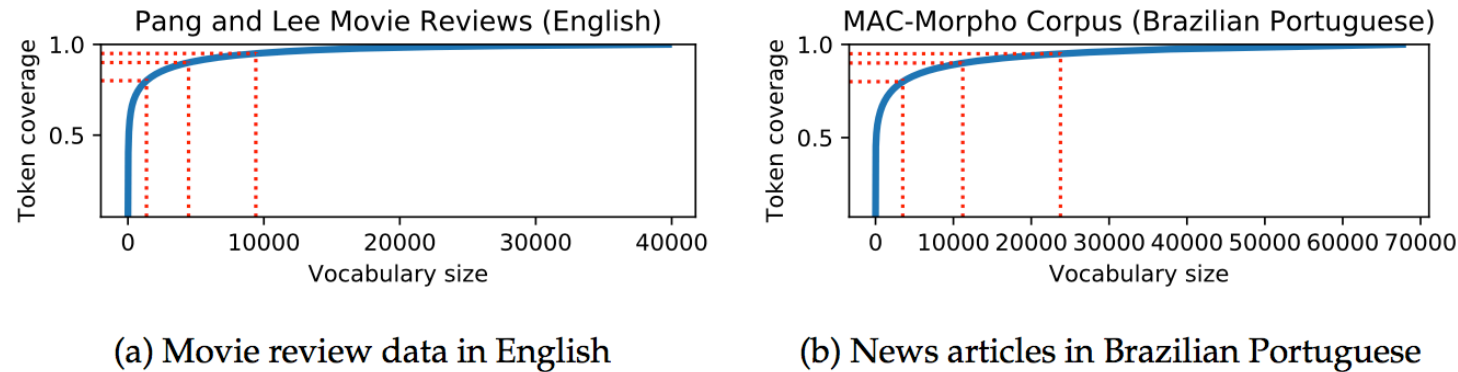 Pang and Lee Movie Reviews (English)
Token coverage
1.0
0.5
0 10000 20000 30000 40000
Vocabulary size
(a) Movie review data in English
MAC-Morpho Corpus (Brazilian Portuguese)
Token coverage
1.0
0.5
0 10000 20000 30000 40000 50000 60000 70000
Vocabulary size
(b) News articles in Brazilian Portuguese